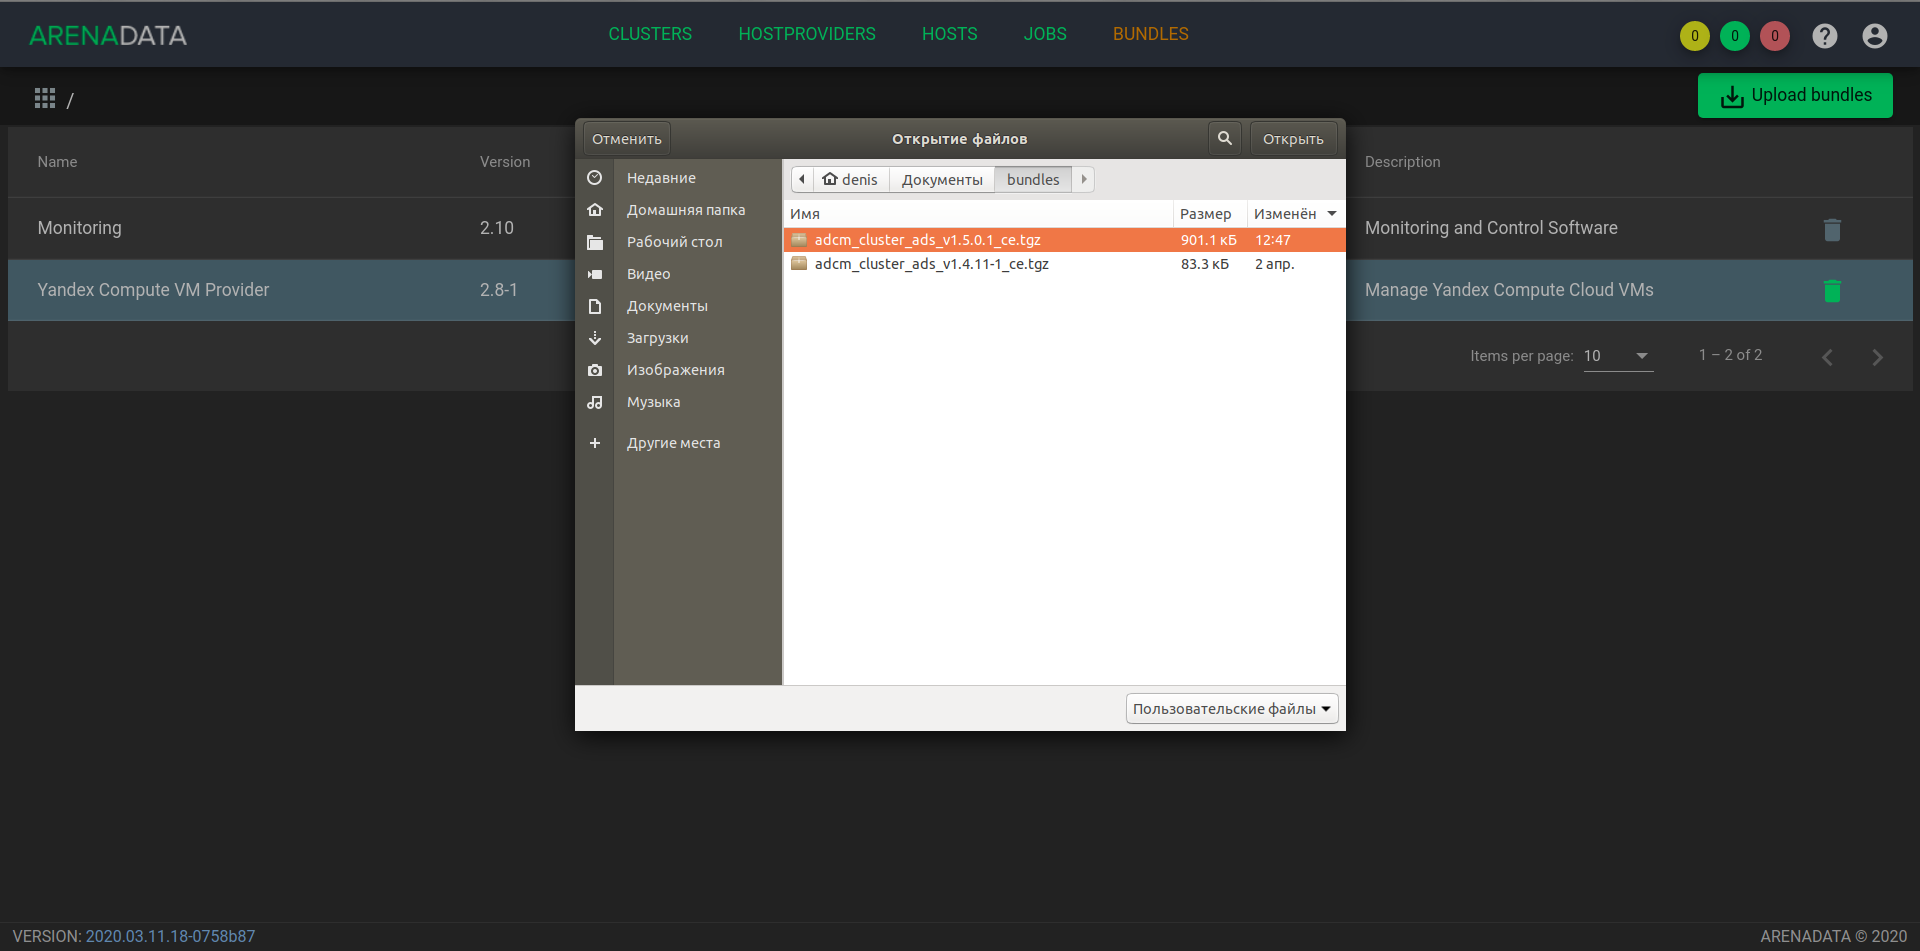 ARENADATA CLUSTERS HOSTPROVIDERS HOSTS JOBS BUNDLES 0 0 0 ?
/ Upload bundles
Отменить Открытие файлов Открыть
Name Version Description
Monitoring 2.10 Monitoring and Control Software
Yandex Compute VM Provider 2.8-1 Manage Yandex Compute Cloud VMs
Items per page: 10 1 – 2 of 2
Недавние
Домашняя папка
Рабочий стол
Видео
Документы
Загрузки
Изображения
Музыка
+ Другие места
denis Документы bundles
Имя Размер Изменён
adcm_cluster_ads_v1.5.0.1_ce.tgz 901.1 кБ 12:47
adcm_cluster_ads_v1.4.11-1_ce.tgz 83.3 кБ 2 апр.
Пользовательские файлы
VERSION: 2020.03.11.18-0758b87 ARENADATA © 2020